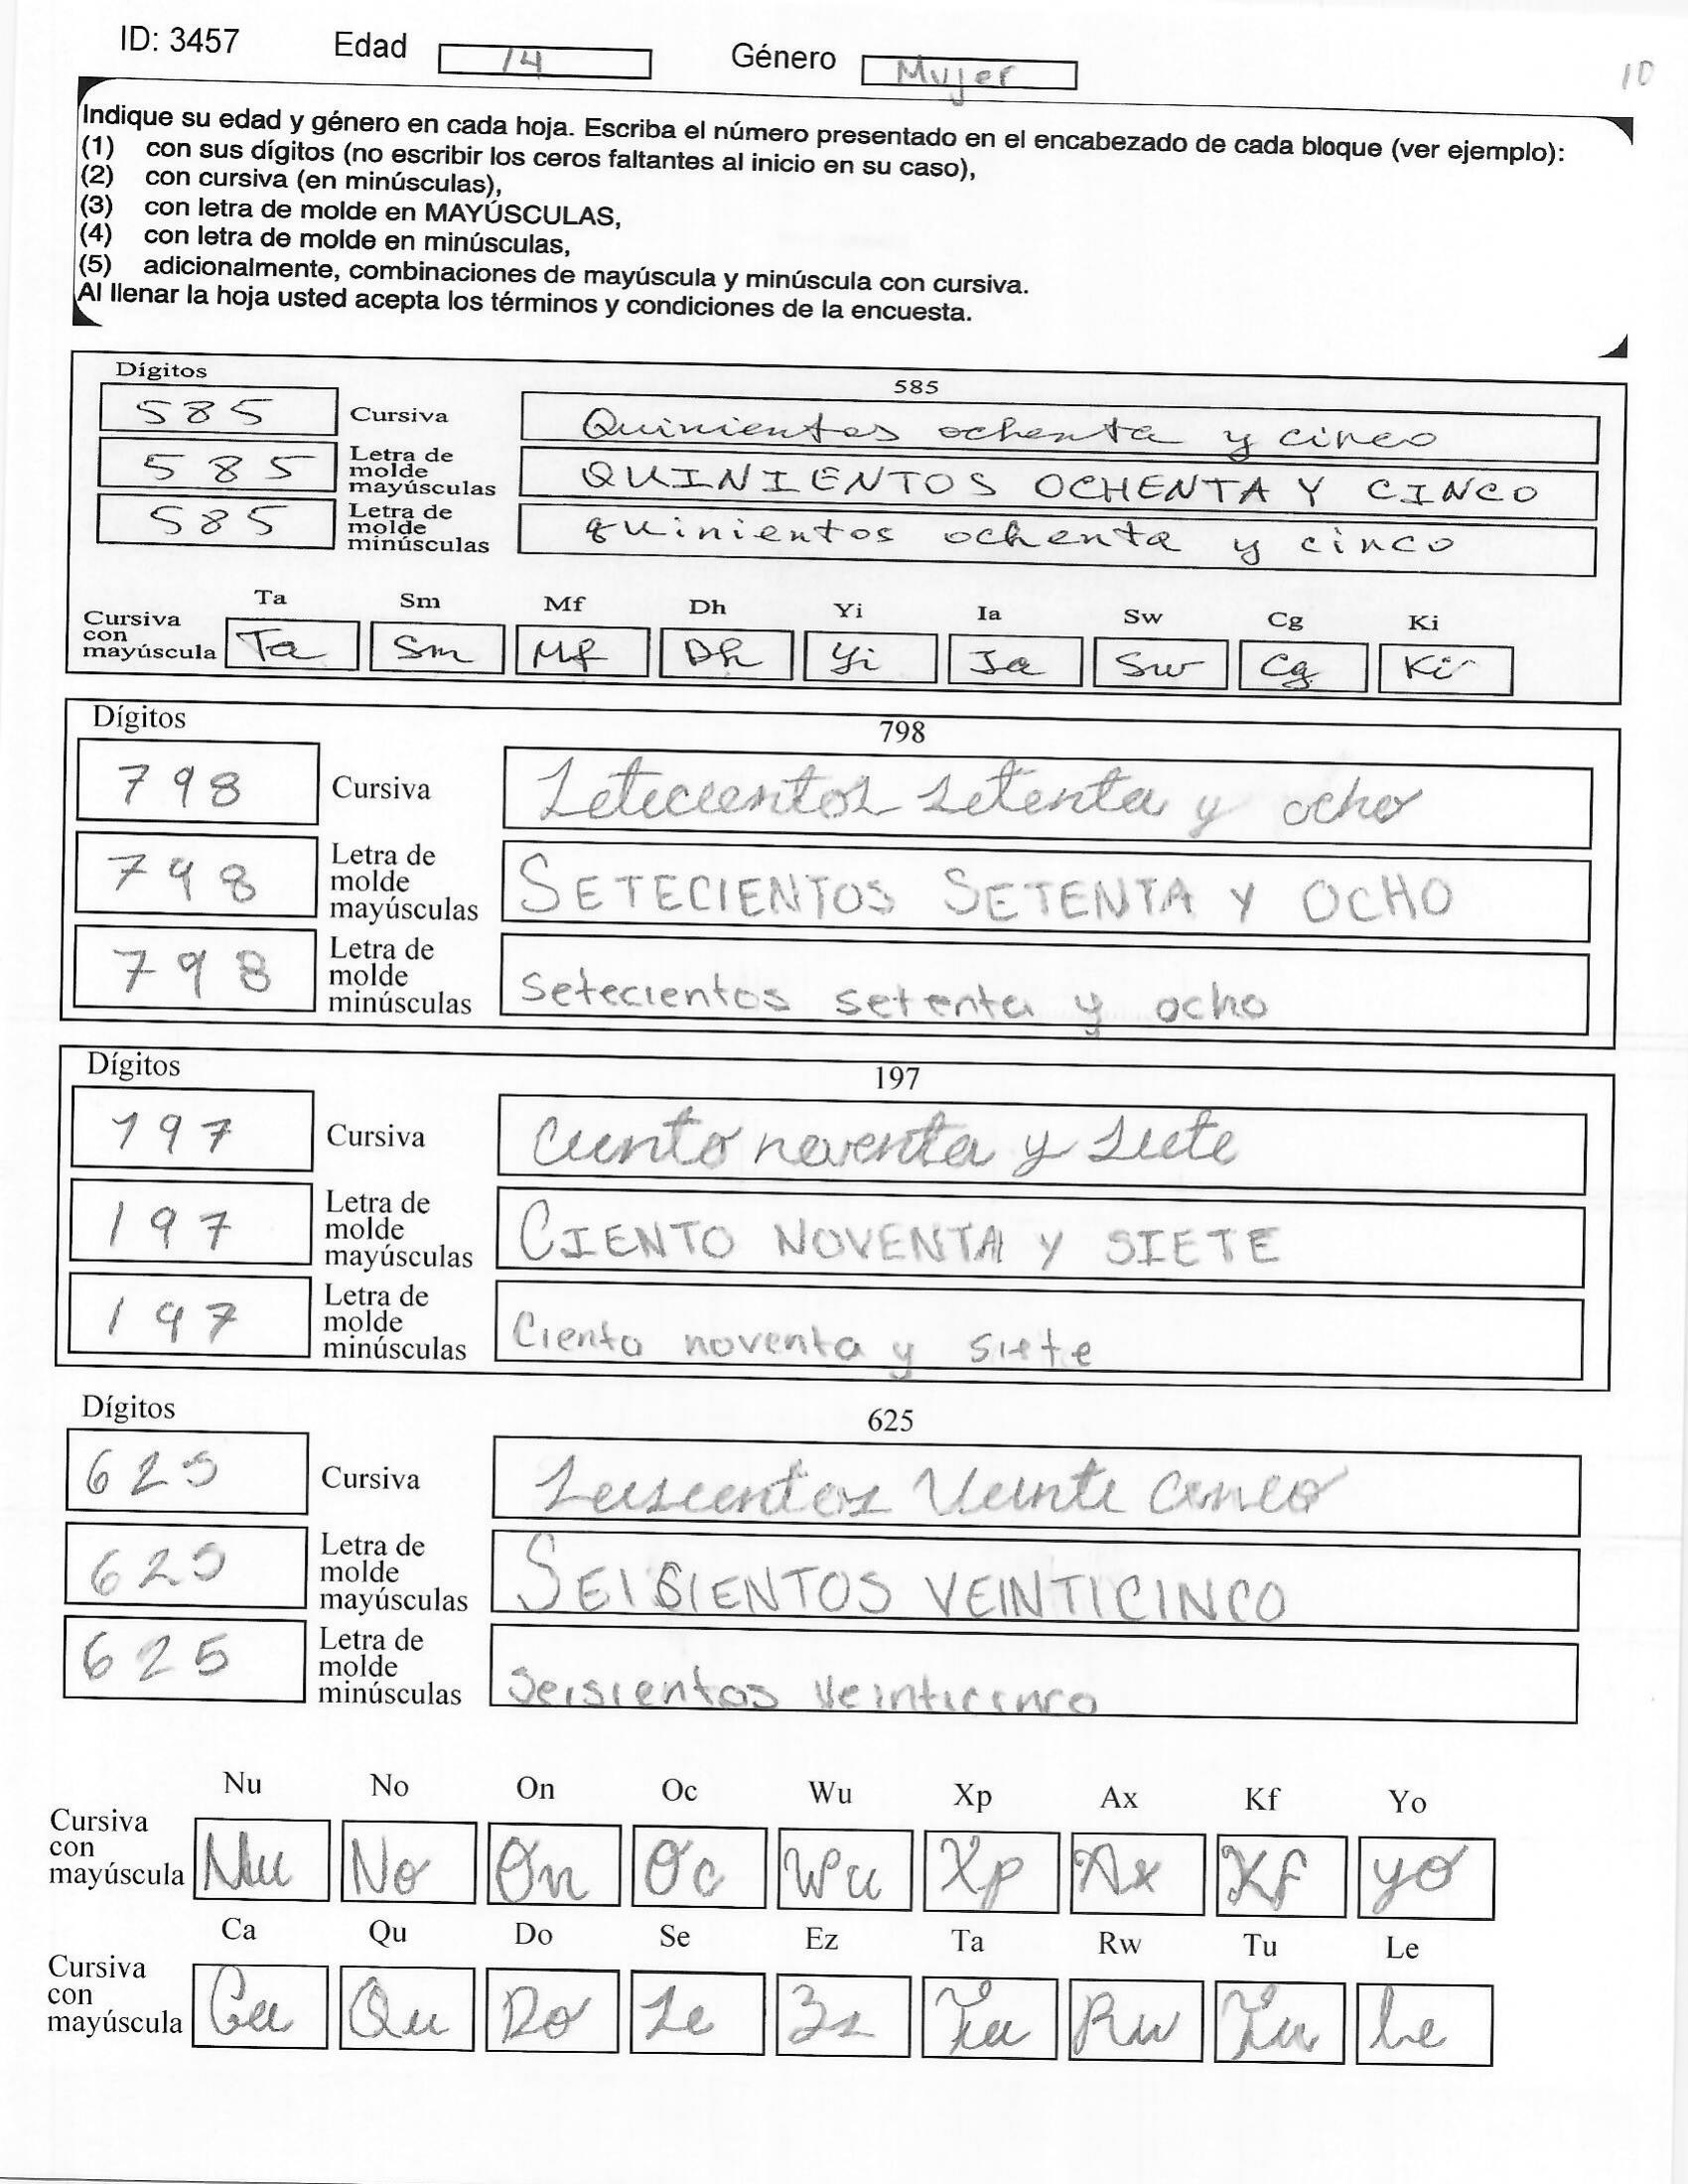 ID: 3457 Edad 14 Género Mujer 10
Indique su edad y género en cada hoja. Escriba el número presentado en el encabezado de cada bloque (ver ejemplo):
(1) con sus dígitos (no escribir los ceros faltantes al inicio en su caso),
(2) con cursiva (en minúsculas),
(3) con letra de molde en MAYÚSCULAS,
(4) con letra de molde en minúsculas,
(5) adicionalmente, combinaciones de mayúscula y minúscula con cursiva.
Al llenar la hoja usted acepta los términos y condiciones de la encuesta.
Dígitos 585
585 Cursiva Quinientos ochenta y cinco
585 Letra de molde mayúsculas QUINIENTOS OCHENTA Y CINCO
585 Letra de molde minúsculas quinientos ochenta y cinco
Ta Sm Mf Dh Yi Ia Sw Cg Ki
Cursiva con mayúscula Ta Sm Mf Dh Yi Ia Sw Cg Ki
Dígitos 798
798 Cursiva Setecientos setenta y ocho
798 Letra de molde mayúsculas SETECIENTOS SETENTA Y OCHO
798 Letra de molde minúsculas Setecientos setenta y ocho
Dígitos 197
197 Cursiva Ciento noventa y siete
197 Letra de molde mayúsculas CIENTO NOVENTA Y SIETE
197 Letra de molde minúsculas Ciento noventa y siete
Dígitos 625
625 Cursiva Seiscientos Veinte cinco
625 Letra de molde mayúsculas SEISIENTOS VEINTICINCO
625 Letra de molde minúsculas Seisientos Veinticinco
Nu No On Oc Wu Xp Ax Kf Yo
Cursiva con mayúscula Nu No On Oc Wu Xp Ax Kf yo
Ca Qu Do Se Ez Ta Rw Tu Le
Cursiva con mayúscula Ca Qu Do Se Ez Ta Rw Tu Le